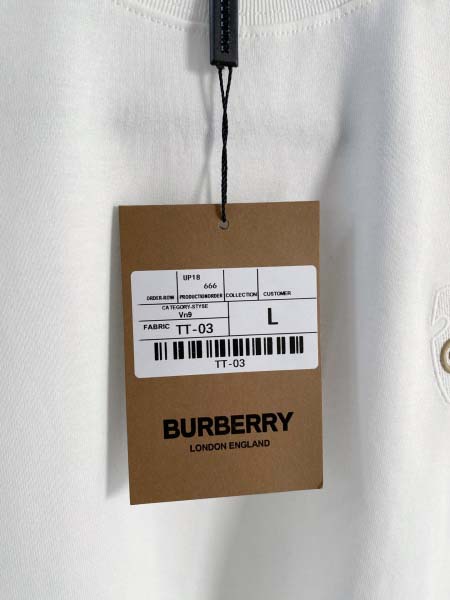 UP18
666
ORDER-ROW PRODUCTIONORDER COLLECTION CUSTOMER
CATEGORY-STYSE
Vn9
FABRIC TT-03
L
TT-03
BURBERRY
LONDON ENGLAND